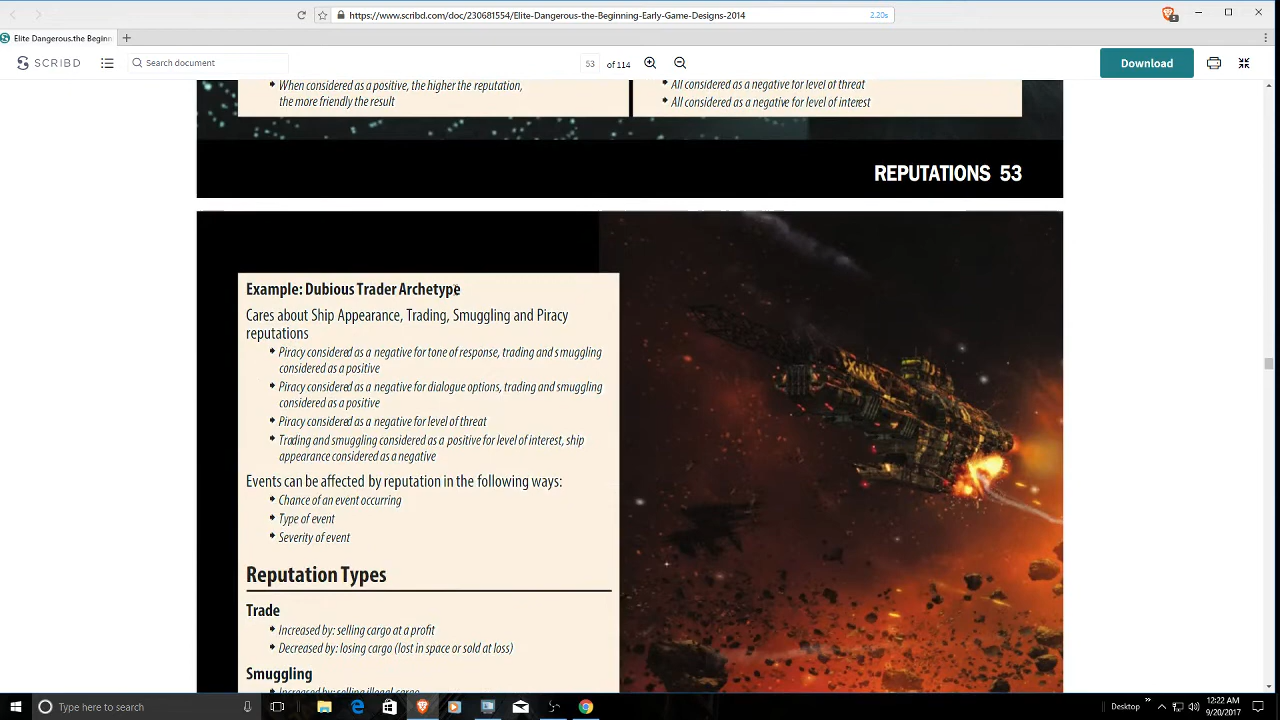 https://www.scribd.com/doc/230681554/Elite-Dangerous-the-Beginning-Early-Game-Designs-2014
2.20s
Elite Dangerous.the Beginn
SCRIBD
Search document
53 of 114
Download
When considered as a positive, the higher the reputation,
the more friendly the result
All considered as a negative for level of threat
All considered as a negative for level of interest
REPUTATIONS 53
Example: Dubious Trader Archetype
Cares about Ship Appearance, Trading, Smuggling and Piracy
reputations
Piracy considered as a negative for tone of response, trading and smuggling
considered as a positive
Piracy considered as a negative for dialogue options, trading and smuggling
considered as a positive
Piracy considered as a negative for level of threat
Trading and smuggling considered as a positive for level of interest, ship
appearance considered as a negative
Events can be affected by reputation in the following ways:
Chance of an event occurring
Type of event
Severity of event
Reputation Types
Trade
Increased by: selling cargo at a profit
Decreased by: losing cargo (lost in space or sold at loss)
Smuggling
Increased by: selling illegal cargo
Type here to search
Desktop
12:22 AM
9/20/2017